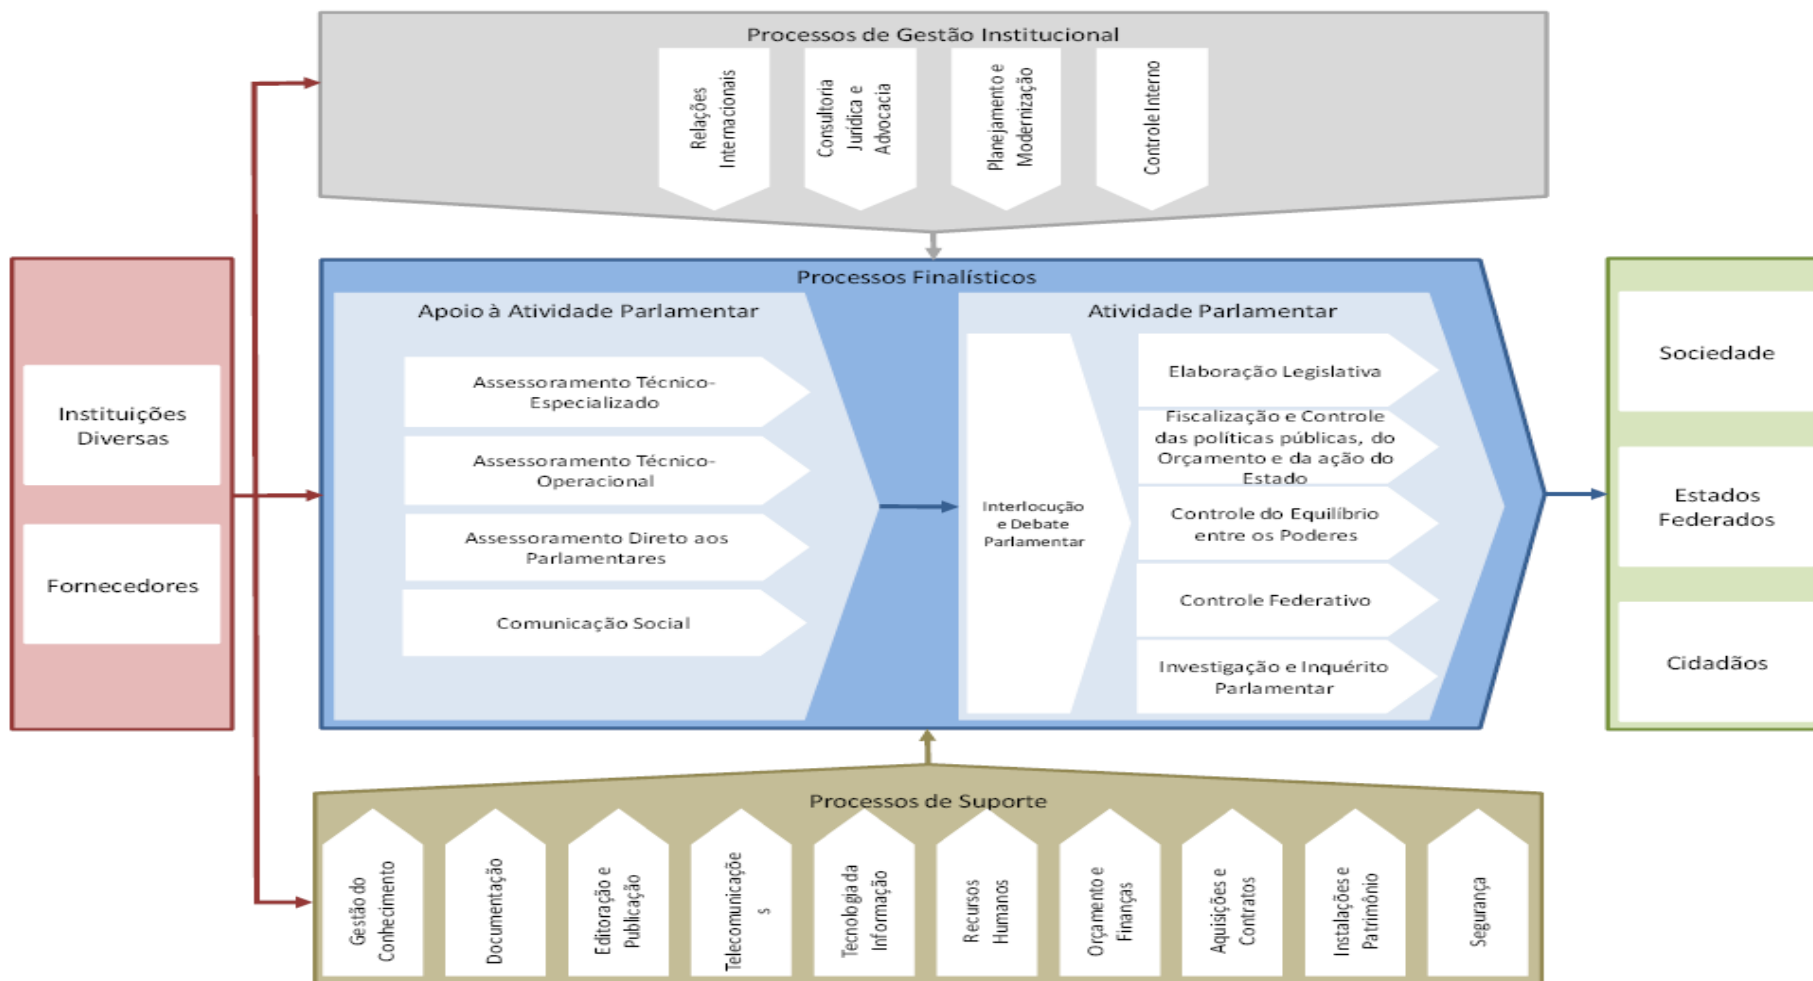 Processos de Gestão Institucional
Relações
Internacionais
Consultoria
Jurídica e
Advocacia
Planejamento e
Modernização
Controle Interno
Instituições
Diversas
Fornecedores
Processos Finalísticos
Apoio à Atividade Parlamentar
Assessoramento Técnico-
Especializado
Assessoramento Técnico-
Operacional
Assessoramento Direto aos
Parlamentares
Comunicação Social
Atividade Parlamentar
Interlocução
e Debate
Parlamentar
Elaboração Legislativa
Fiscalização e Controle
das políticas públicas, do
Orçamento e da ação do
Estado
Controle do Equilíbrio
entre os Poderes
Controle Federativo
Investigação e Inquérito
Parlamentar
Sociedade
Estados
Federados
Cidadãos
Processos de Suporte
Gestão do
Conhecimento
Documentação
Editoração e
Publicação
Telecomunicaçõe
s
Tecnologia da
Informação
Recursos
Humanos
Orçamento e
Finanças
Aquisições e
Contratos
Instalações e
Patrimônio
Segurança